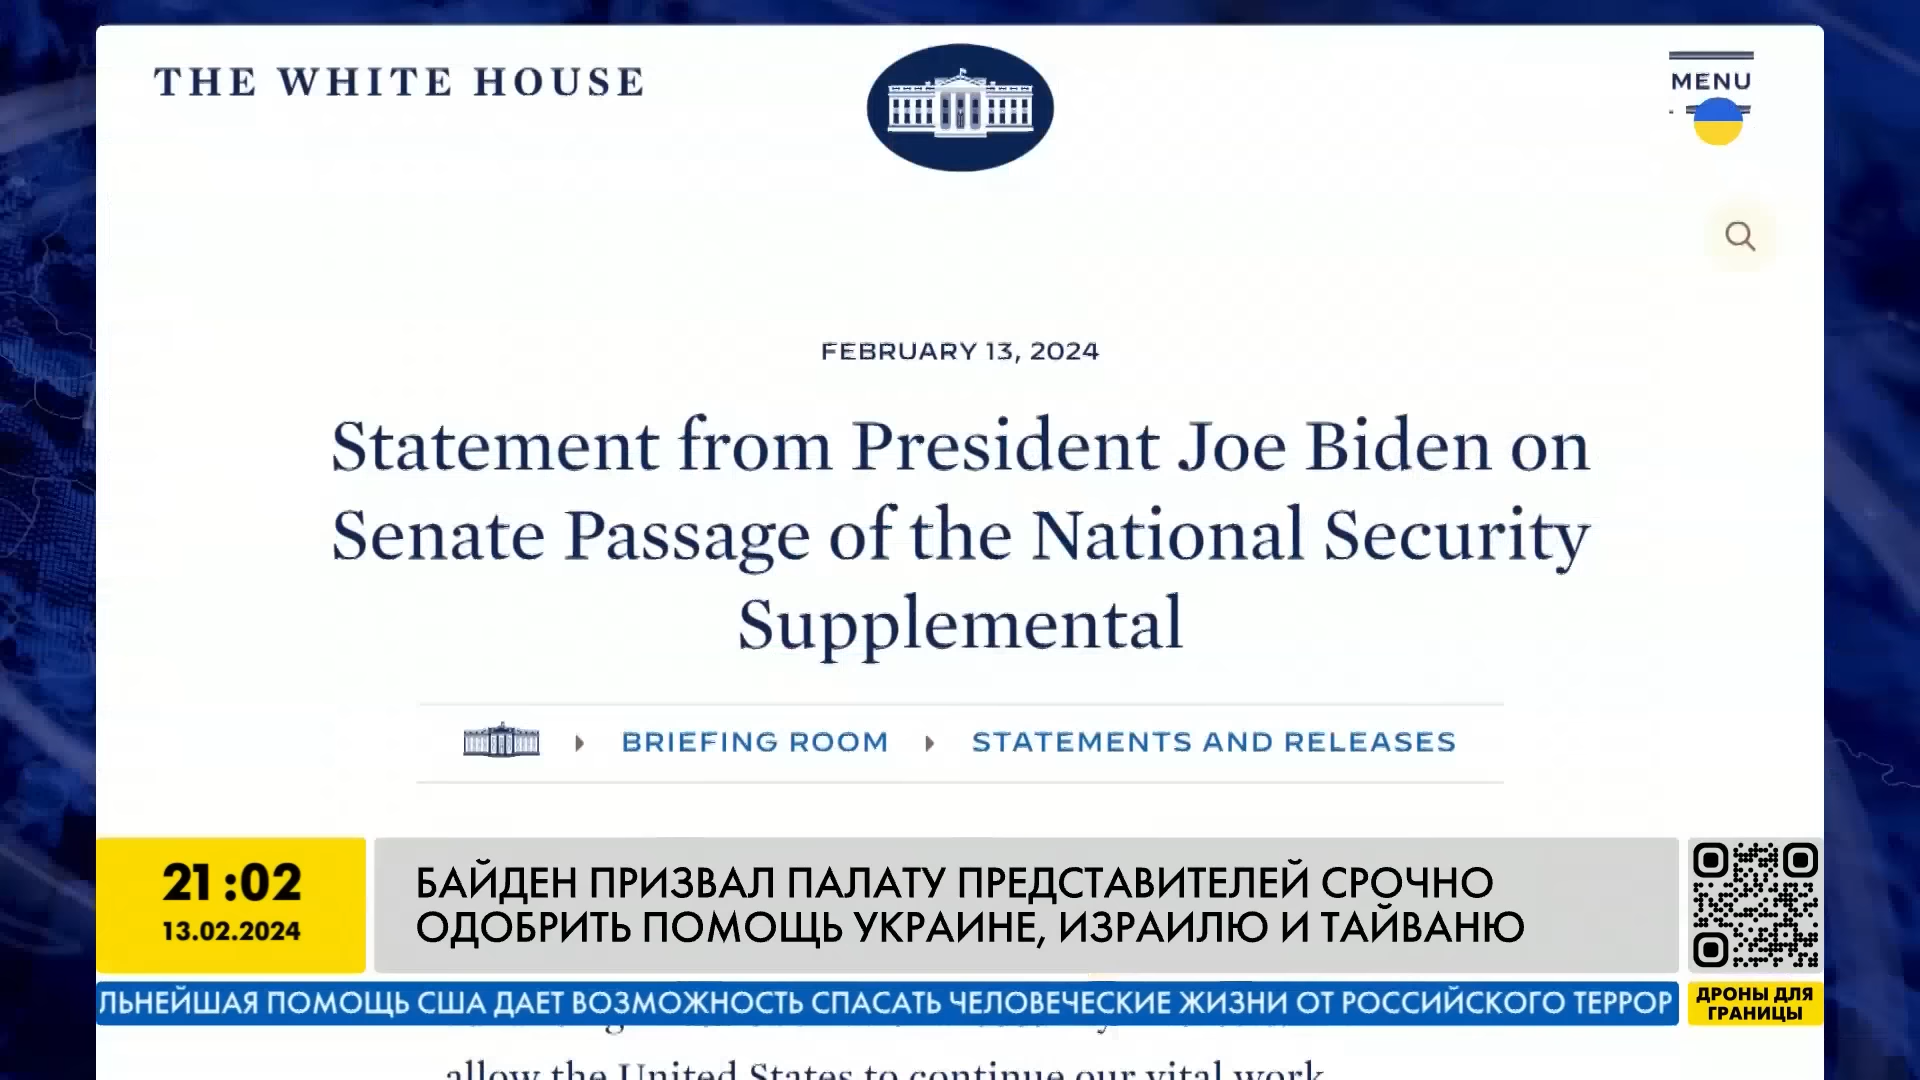 THE WHITE HOUSE
MENU
FEBRUARY 13, 2024
Statement from President Joe Biden on
Senate Passage of the National Security
Supplemental
BRIEFING ROOM
STATEMENTS AND RELEASES
21:02
13.02.2024
БАЙДЕН ПРИЗВАЛ ПАЛАТУ ПРЕДСТАВИТЕЛЕЙ СРОЧНО
ОДОБРИТЬ ПОМОЩЬ УКРАИНЕ, ИЗРАИЛЮ И ТАЙВАНЮ
ЛЬНЕЙШАЯ ПОМОЩЬ США ДАЕТ ВОЗМОЖНОСТЬ СПАСАТЬ ЧЕЛОВЕЧЕСКИЕ ЖИЗНИ ОТ РОССИЙСКОГО ТЕРРОР
ДРОНЫ ДЛЯ
ГРАНИЦЫ
allow the United States to continue our vital work